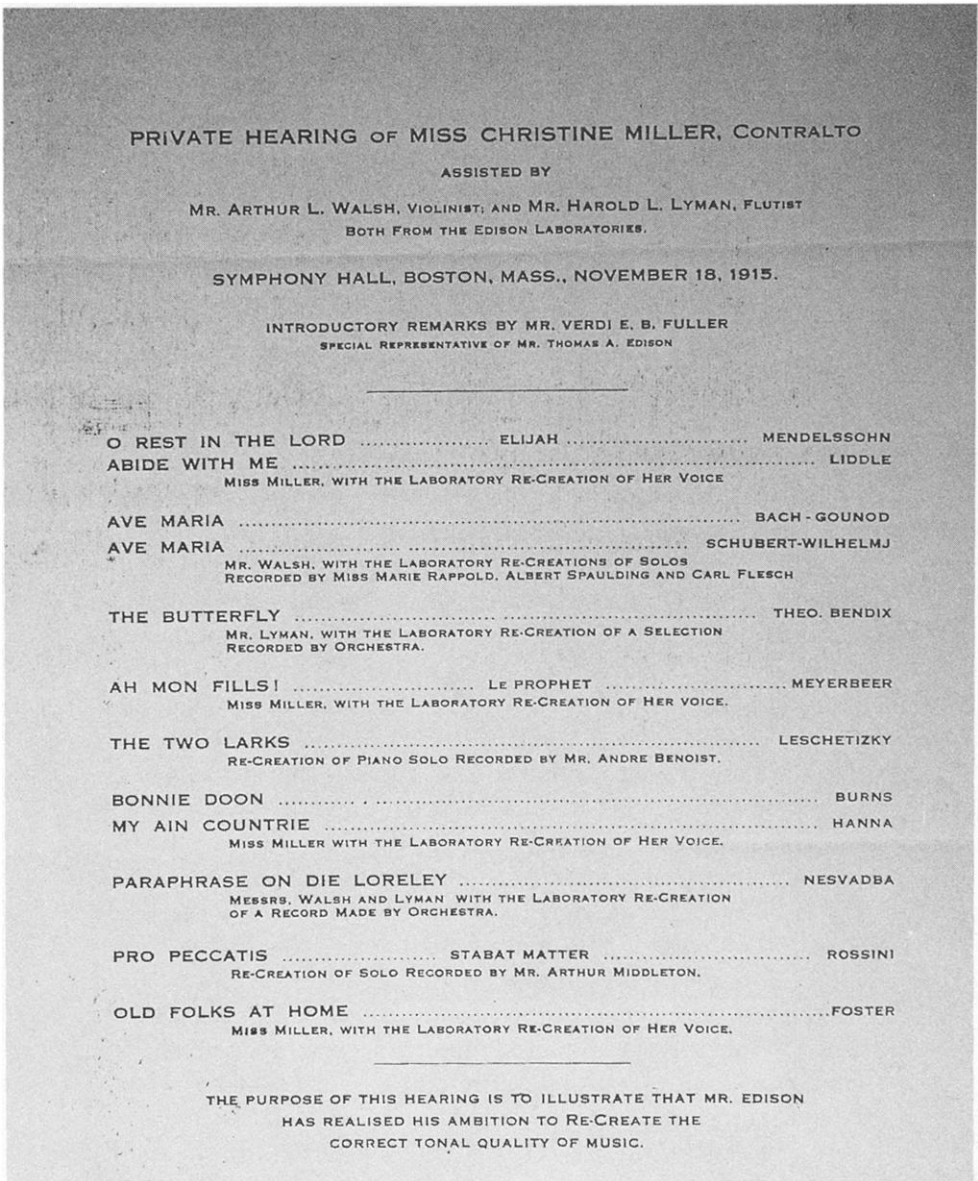 PRIVATE HEARING OF MISS CHRISTINE MILLER, CONTRALTO
ASSISTED BY
MR. ARTHUR L. WALSH, VIOLINIST; AND MR. HAROLD L. LYMAN, FLUTIST
BOTH FROM THE EDISON LABORATORIES.
SYMPHONY HALL, BOSTON, MASS., NOVEMBER 18, 1915.
INTRODUCTORY REMARKS BY MR. VERDI E. B. FULLER
SPECIAL REPRESENTATIVE OF MR. THOMAS A. EDISON
O REST IN THE LORD ................... ELIJAH ........................... MENDELSSOHN
ABIDE WITH ME ............................................................................... LIDDLE
MISS MILLER, WITH THE LABORATORY RE-CREATION OF HER VOICE
AVE MARIA ........................................................................... BACH - GOUNOD
AVE MARIA .................................................................. SCHUBERT-WILHELMJ
MR. WALSH, WITH THE LABORATORY RE-CREATIONS OF SOLOS
RECORDED BY MISS MARIE RAPPOLD, ALBERT SPAULDING AND CARL FLESCH
THE BUTTERFLY ....................................................................... THEO. BENDIX
MR. LYMAN, WITH THE LABORATORY RE-CREATION OF A SELECTION
RECORDED BY ORCHESTRA.
AH MON FILLS! .......................... LE PROPHET ........................... MEYERBEER
MISS MILLER, WITH THE LABORATORY RE-CREATION OF HER VOICE.
THE TWO LARKS .................................................................... LESCHETIZKY
RE-CREATION OF PIANO SOLO RECORDED BY MR. ANDRE BENOIST.
BONNIE DOON ................................................................................ BURNS
MY AIN COUNTRIE .......................................................................... HANNA
MISS MILLER WITH THE LABORATORY RE-CREATION OF HER VOICE.
PARAPHRASE ON DIE LORELEY ................................................. NESVADBA
MESSRS. WALSH AND LYMAN WITH THE LABORATORY RE-CREATION
OF A RECORD MADE BY ORCHESTRA.
PRO PECCATIS ....................... STABAT MATTER ................................... ROSSINI
RE-CREATION OF SOLO RECORDED BY MR. ARTHUR MIDDLETON.
OLD FOLKS AT HOME .....................................................................FOSTER
MISS MILLER, WITH THE LABORATORY RE-CREATION OF HER VOICE.
THE PURPOSE OF THIS HEARING IS TO ILLUSTRATE THAT MR. EDISON
HAS REALISED HIS AMBITION TO RE-CREATE THE
CORRECT TONAL QUALITY OF MUSIC.